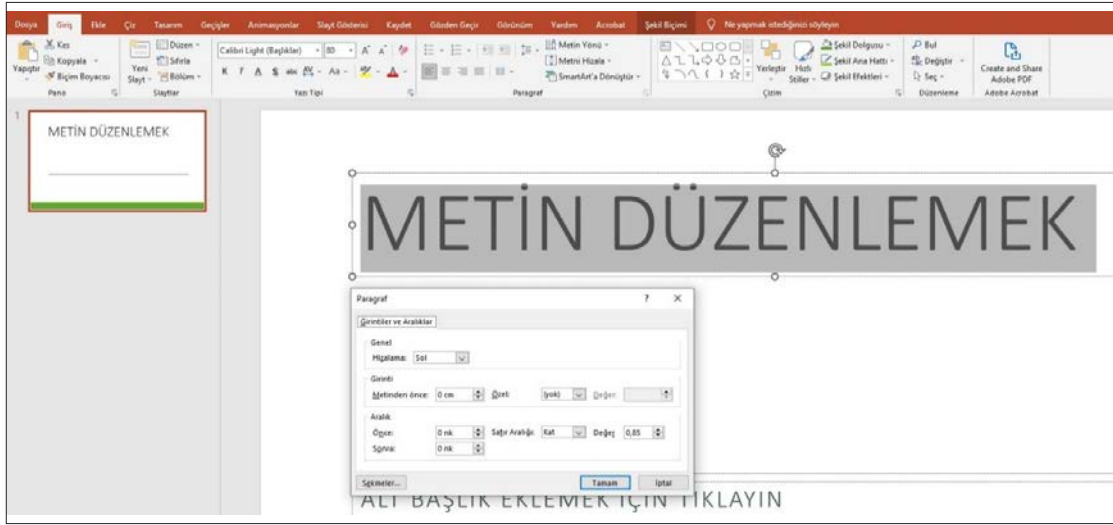 Dosya Giriş Ekle Çiz Tasarım Geçişler Animasyonlar Slayt Gösterisi Kaydet Gözden Geçir Görünüm Yardım Acrobat Şekil Biçimi Ne yapmak istediğinizi söyleyin
Yapıştır
Kes
Kopyala
Biçim Boyacısı
Pano
Yeni
Slayt
Düzen
Sıfırla
Bölüm
Slaytlar
Calibri Light (Başlıklar) 80
K T A S abc Aa
Yazı Tipi
Metin Yönü
Metni Hizala
SmartArt'a Dönüştür
Paragraf
Yerleştir
Hızlı
Stiller
Şekil Dolgusu
Şekil Ana Hattı
Şekil Efektleri
Çizim
Bul
Değiştir
Seç
Düzenleme
Create and Share
Adobe PDF
Adobe Acrobat
1
METİN DÜZENLEMEK
METİN DÜZENLEMEK
Paragraf ? X
Girintiler ve Aralıklar
Genel
Hizalama: Sol
Girinti
Metinden önce: 0 cm Özel: (yok) Değer:
Aralık
Önce: 0 nk Satır Aralığı: Kat Değer 0,85
Sonra: 0 nk
Sekmeler... Tamam İptal
ALT BAŞLIK EKLEMEK İÇİN TIKLAYIN